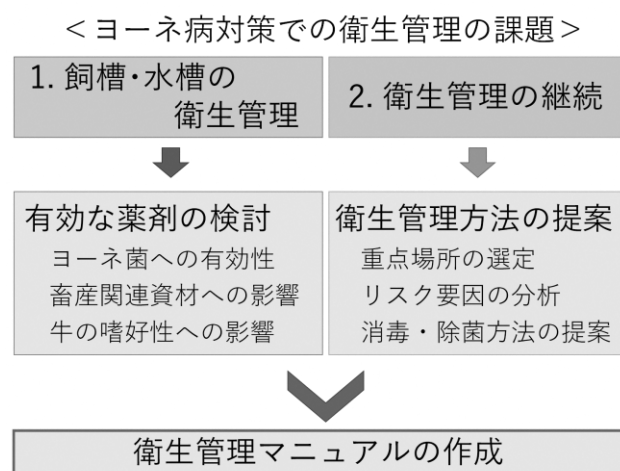 ＜ヨーネ病対策での衛生管理の課題＞
1. 飼槽・水槽の
衛生管理
2. 衛生管理の継続
有効な薬剤の検討
ヨーネ菌への有効性
畜産関連資材への影響
牛の嗜好性への影響
衛生管理方法の提案
重点場所の選定
リスク要因の分析
消毒・除菌方法の提案
衛生管理マニュアルの作成